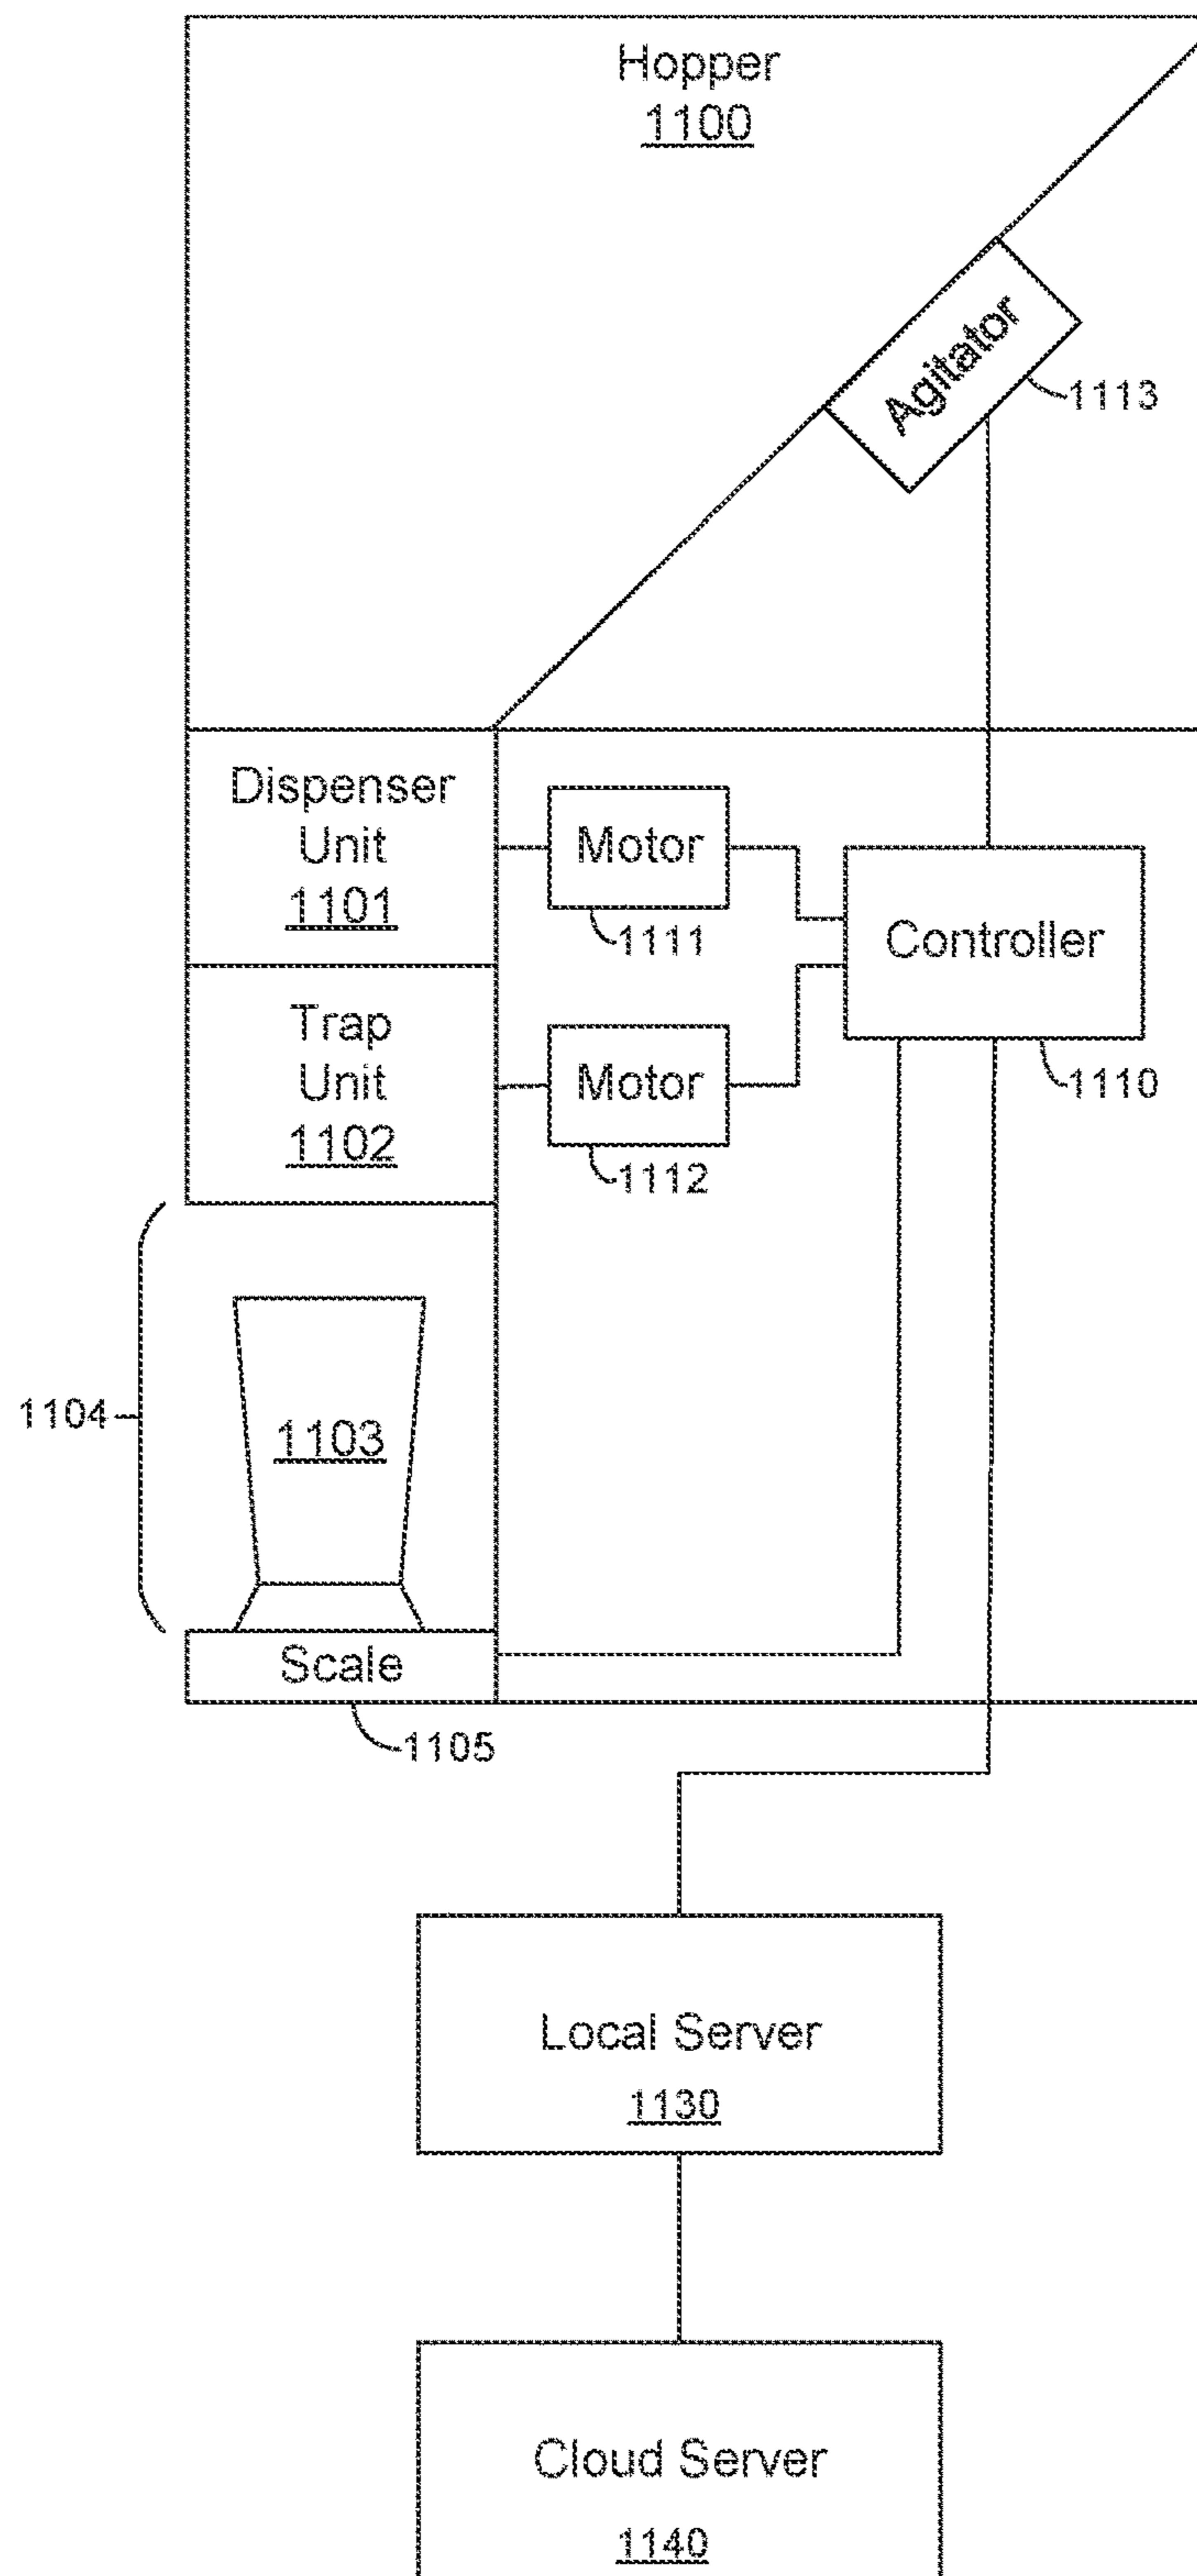 Hopper
1100
Agitator
1113
Dispenser
Unit
1101
Motor
1111
Controller
1110
Trap
Unit
1102
Motor
1112
1104
1103
Scale
1105
Local Server
1130
Cloud Server
1140